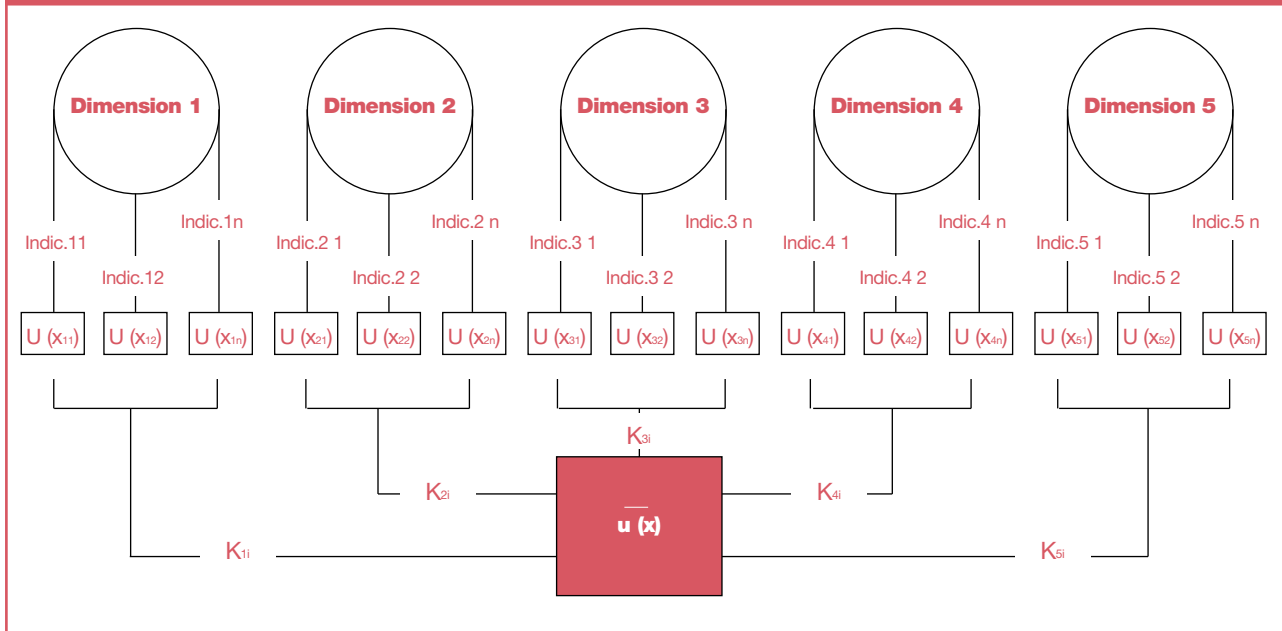 Dimension 1 Dimension 2 Dimension 3 Dimension 4 Dimension 5
Indic.1n Indic.2 n Indic.3 n Indic.4 n Indic.5 n
Indic.11 Indic.2 1 Indic.3 1 Indic.4 1 Indic.5 1
Indic.12 Indic.2 2 Indic.3 2 Indic.4 2 Indic.5 2
U (x₁₁) U (x₁₂) U (x₁ₙ) U (x₂₁) U (x₂₂) U (x₂ₙ) U (x₃₁) U (x₃₂) U (x₃ₙ) U (x₄₁) U (x₄₂) U (x₄ₙ) U (x₅₁) U (x₅₂) U (x₅ₙ)
K₃ᵢ
K₂ᵢ K₄ᵢ
u (x)
K₁ᵢ K₅ᵢ